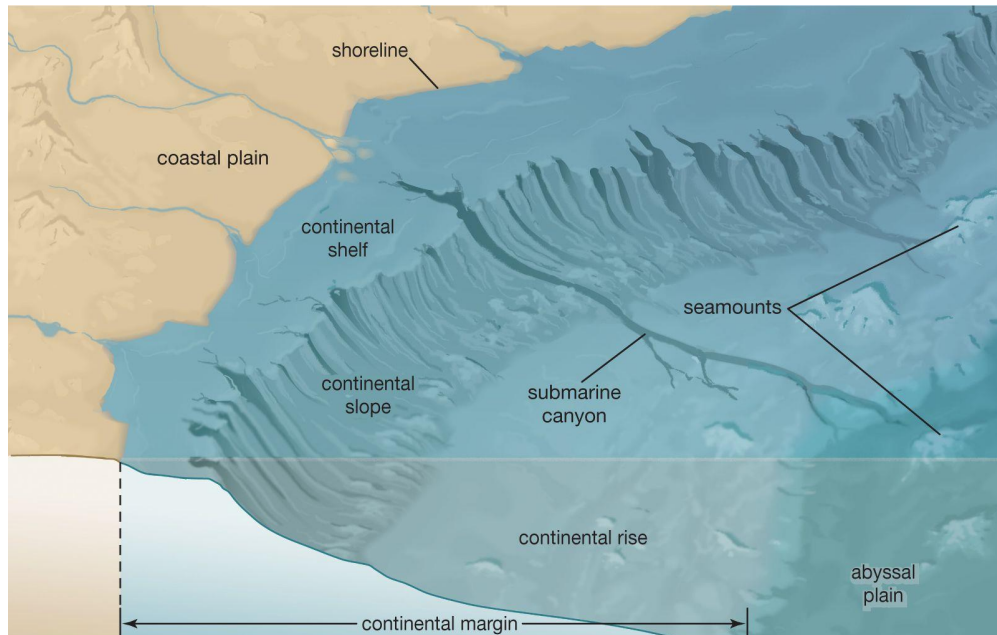 shoreline
coastal plain
continental
shelf
seamounts
continental
slope
submarine
canyon
continental rise
abyssal
plain
continental margin